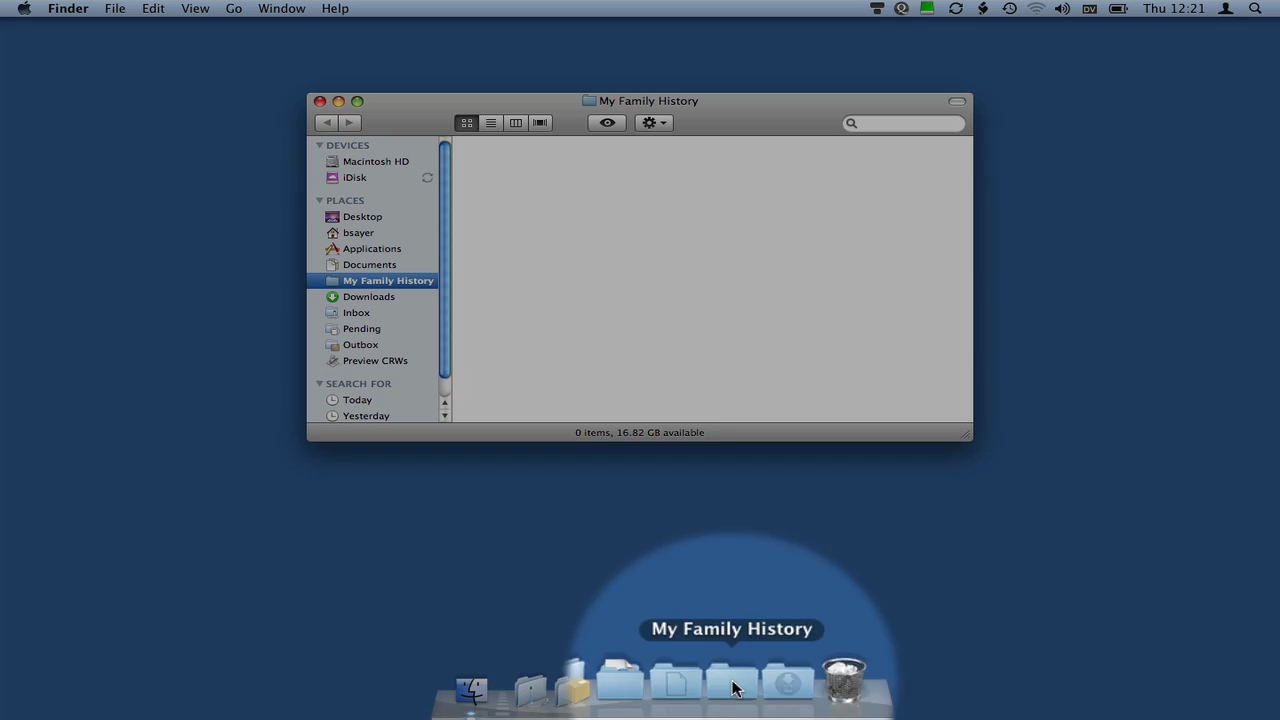 Finder File Edit View Go Window Help DV Thu 12:21
My Family History
DEVICES
Macintosh HD
iDisk
PLACES
Desktop
bsayer
Applications
Documents
My Family History
Downloads
Inbox
Pending
Outbox
Preview CRWs
SEARCH FOR
Today
Yesterday
0 items, 16.82 GB available
My Family History